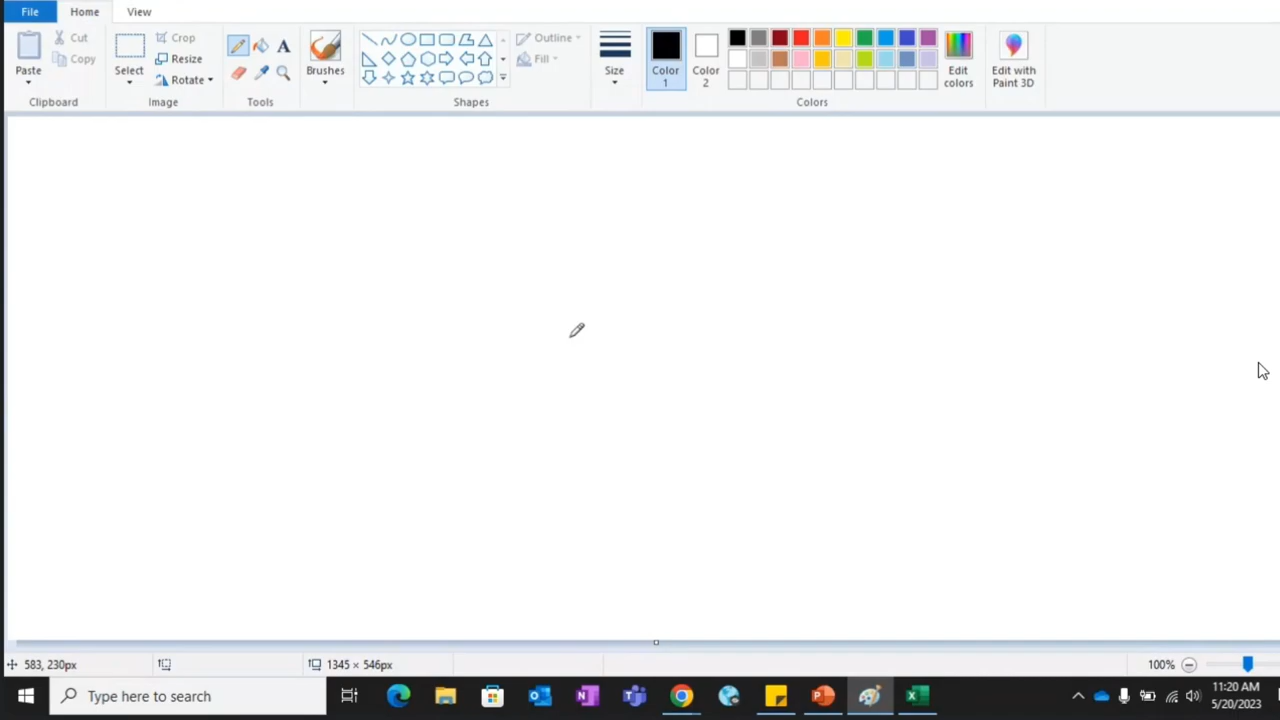 File Home View
Paste Cut Copy Clipboard
Select Crop Resize Rotate Image
Tools
Brushes
Shapes
Outline Fill
Size
Color 1
Color 2
Edit colors
Colors
Edit with Paint 3D
583, 230px 1345 × 546px 100%
Type here to search
11:20 AM
5/20/2023